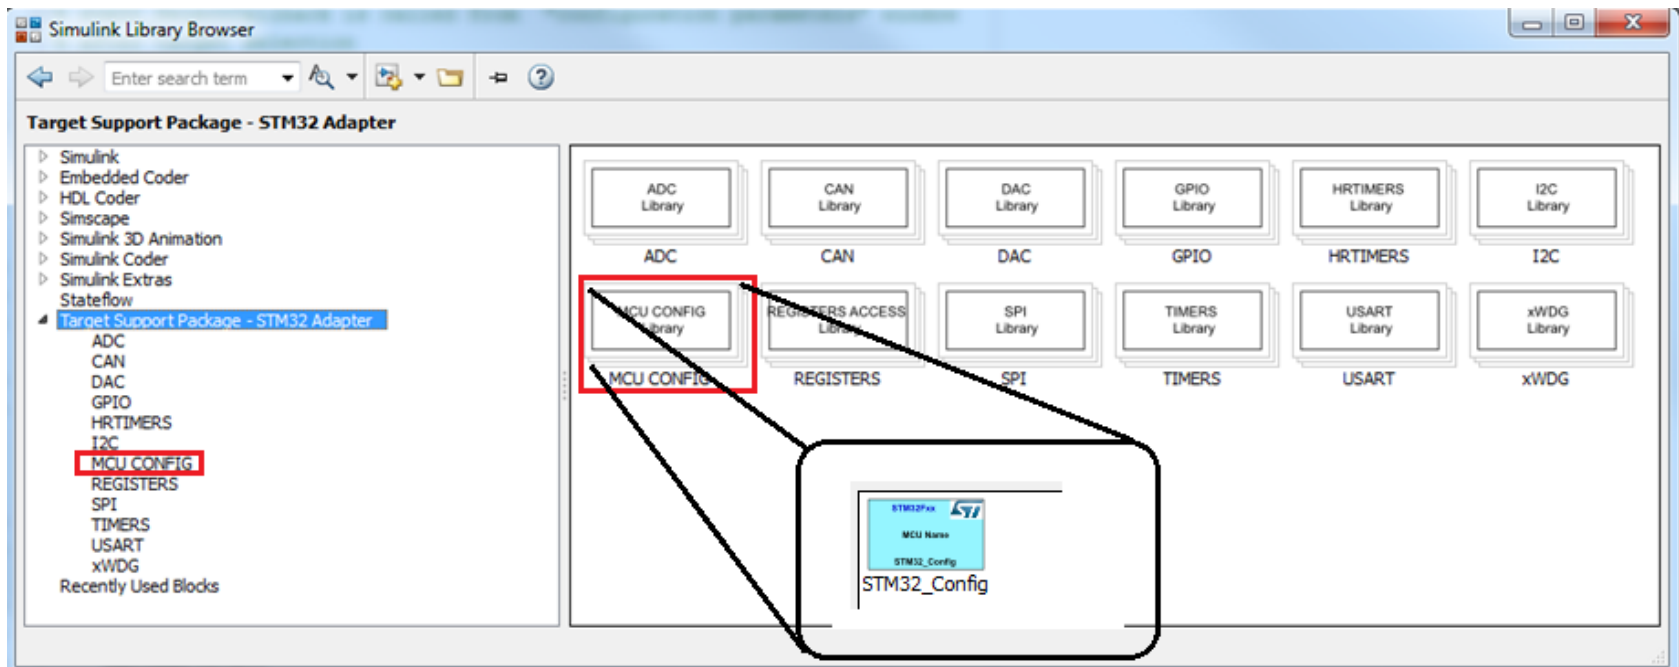 Simulink Library Browser
Enter search term
Target Support Package - STM32 Adapter
Simulink
Embedded Coder
HDL Coder
Simscape
Simulink 3D Animation
Simulink Coder
Simulink Extras
Stateflow
Target Support Package - STM32 Adapter
ADC
CAN
DAC
GPIO
HRTIMERS
I2C
MCU CONFIG
REGISTERS
SPI
TIMERS
USART
xWDG
Recently Used Blocks
ADC
Library
ADC
CAN
Library
CAN
DAC
Library
DAC
GPIO
Library
GPIO
HRTIMERS
Library
HRTIMERS
I2C
Library
I2C
MCU CONFIG
Library
MCU CONFIG
REGISTERS ACCESS
Library
REGISTERS
SPI
Library
SPI
TIMERS
Library
TIMERS
USART
Library
USART
xWDG
Library
xWDG
STM32Fxx
ST
MCU Name
STM32_Config
STM32_Config